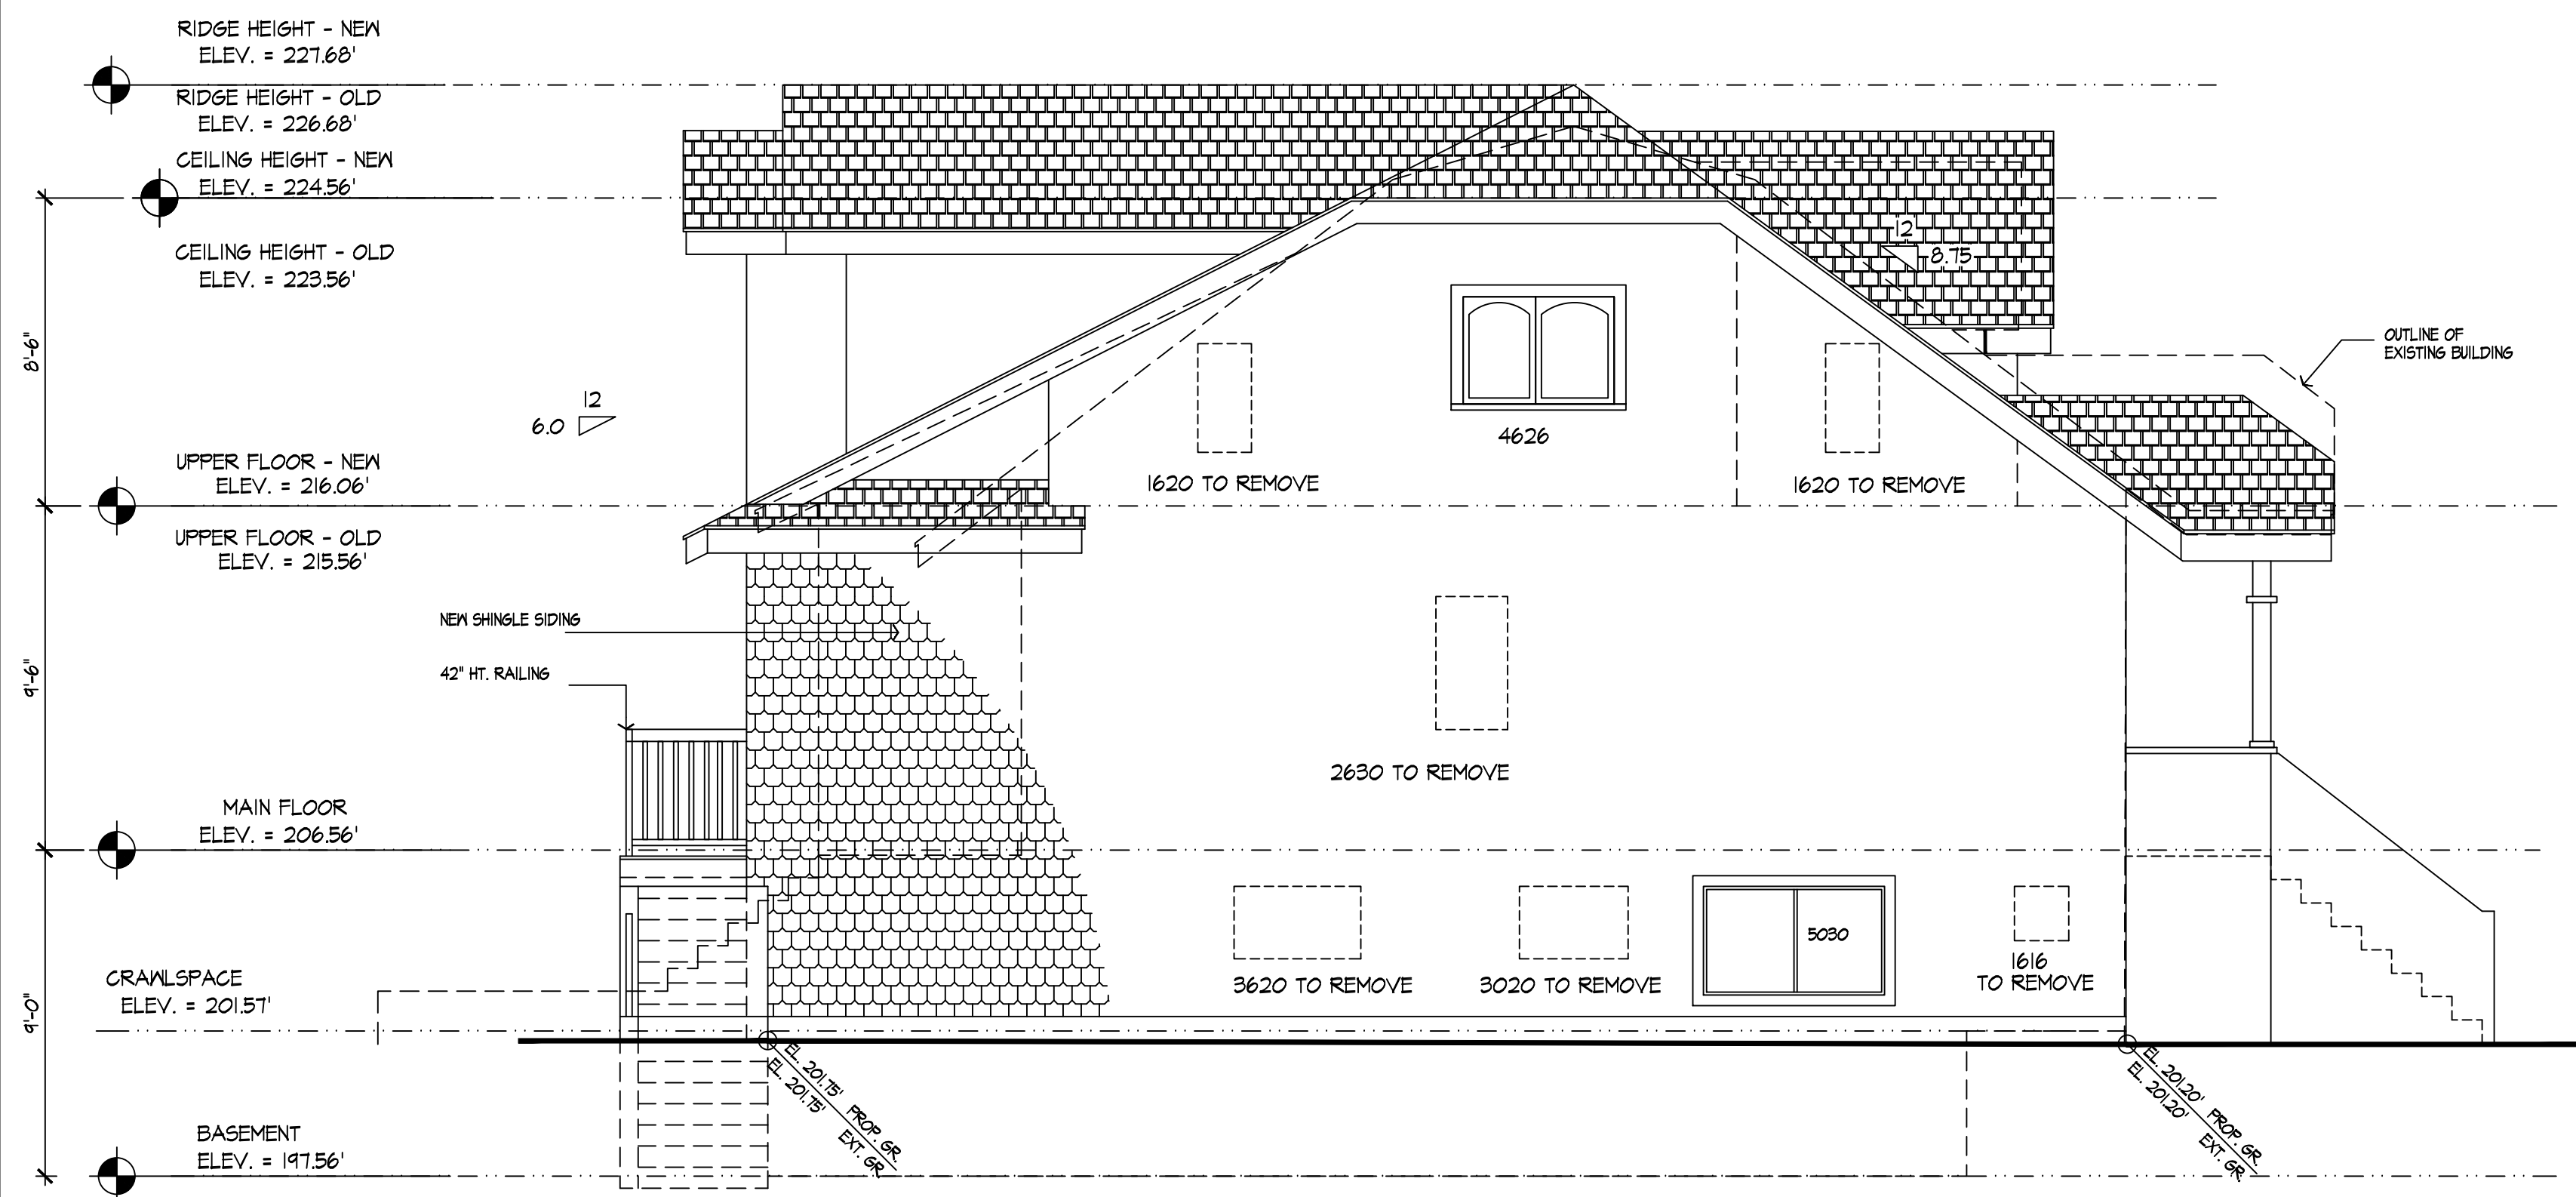 RIDGE HEIGHT - NEW
ELEV. = 227.68'
RIDGE HEIGHT - OLD
ELEV. = 226.68'
CEILING HEIGHT - NEW
ELEV. = 224.56'
CEILING HEIGHT - OLD
ELEV. = 223.56'
8'-6"
12
8.75
OUTLINE OF
EXISTING BUILDING
12
6.0
4626
1620 TO REMOVE
1620 TO REMOVE
UPPER FLOOR - NEW
ELEV. = 216.06'
UPPER FLOOR - OLD
ELEV. = 215.56'
NEW SHINGLE SIDING
42" HT. RAILING
9'-6"
2630 TO REMOVE
MAIN FLOOR
ELEV. = 206.56'
5030
3620 TO REMOVE
3020 TO REMOVE
1616
TO REMOVE
CRAWLSPACE
ELEV. = 201.57'
9'-0"
EL. 201.75' PROP. GR.
EL. 201.75' EXT. GR.
EL. 201.20' PROP. GR.
EL. 201.20' EXT. GR.
BASEMENT
ELEV. = 197.56'